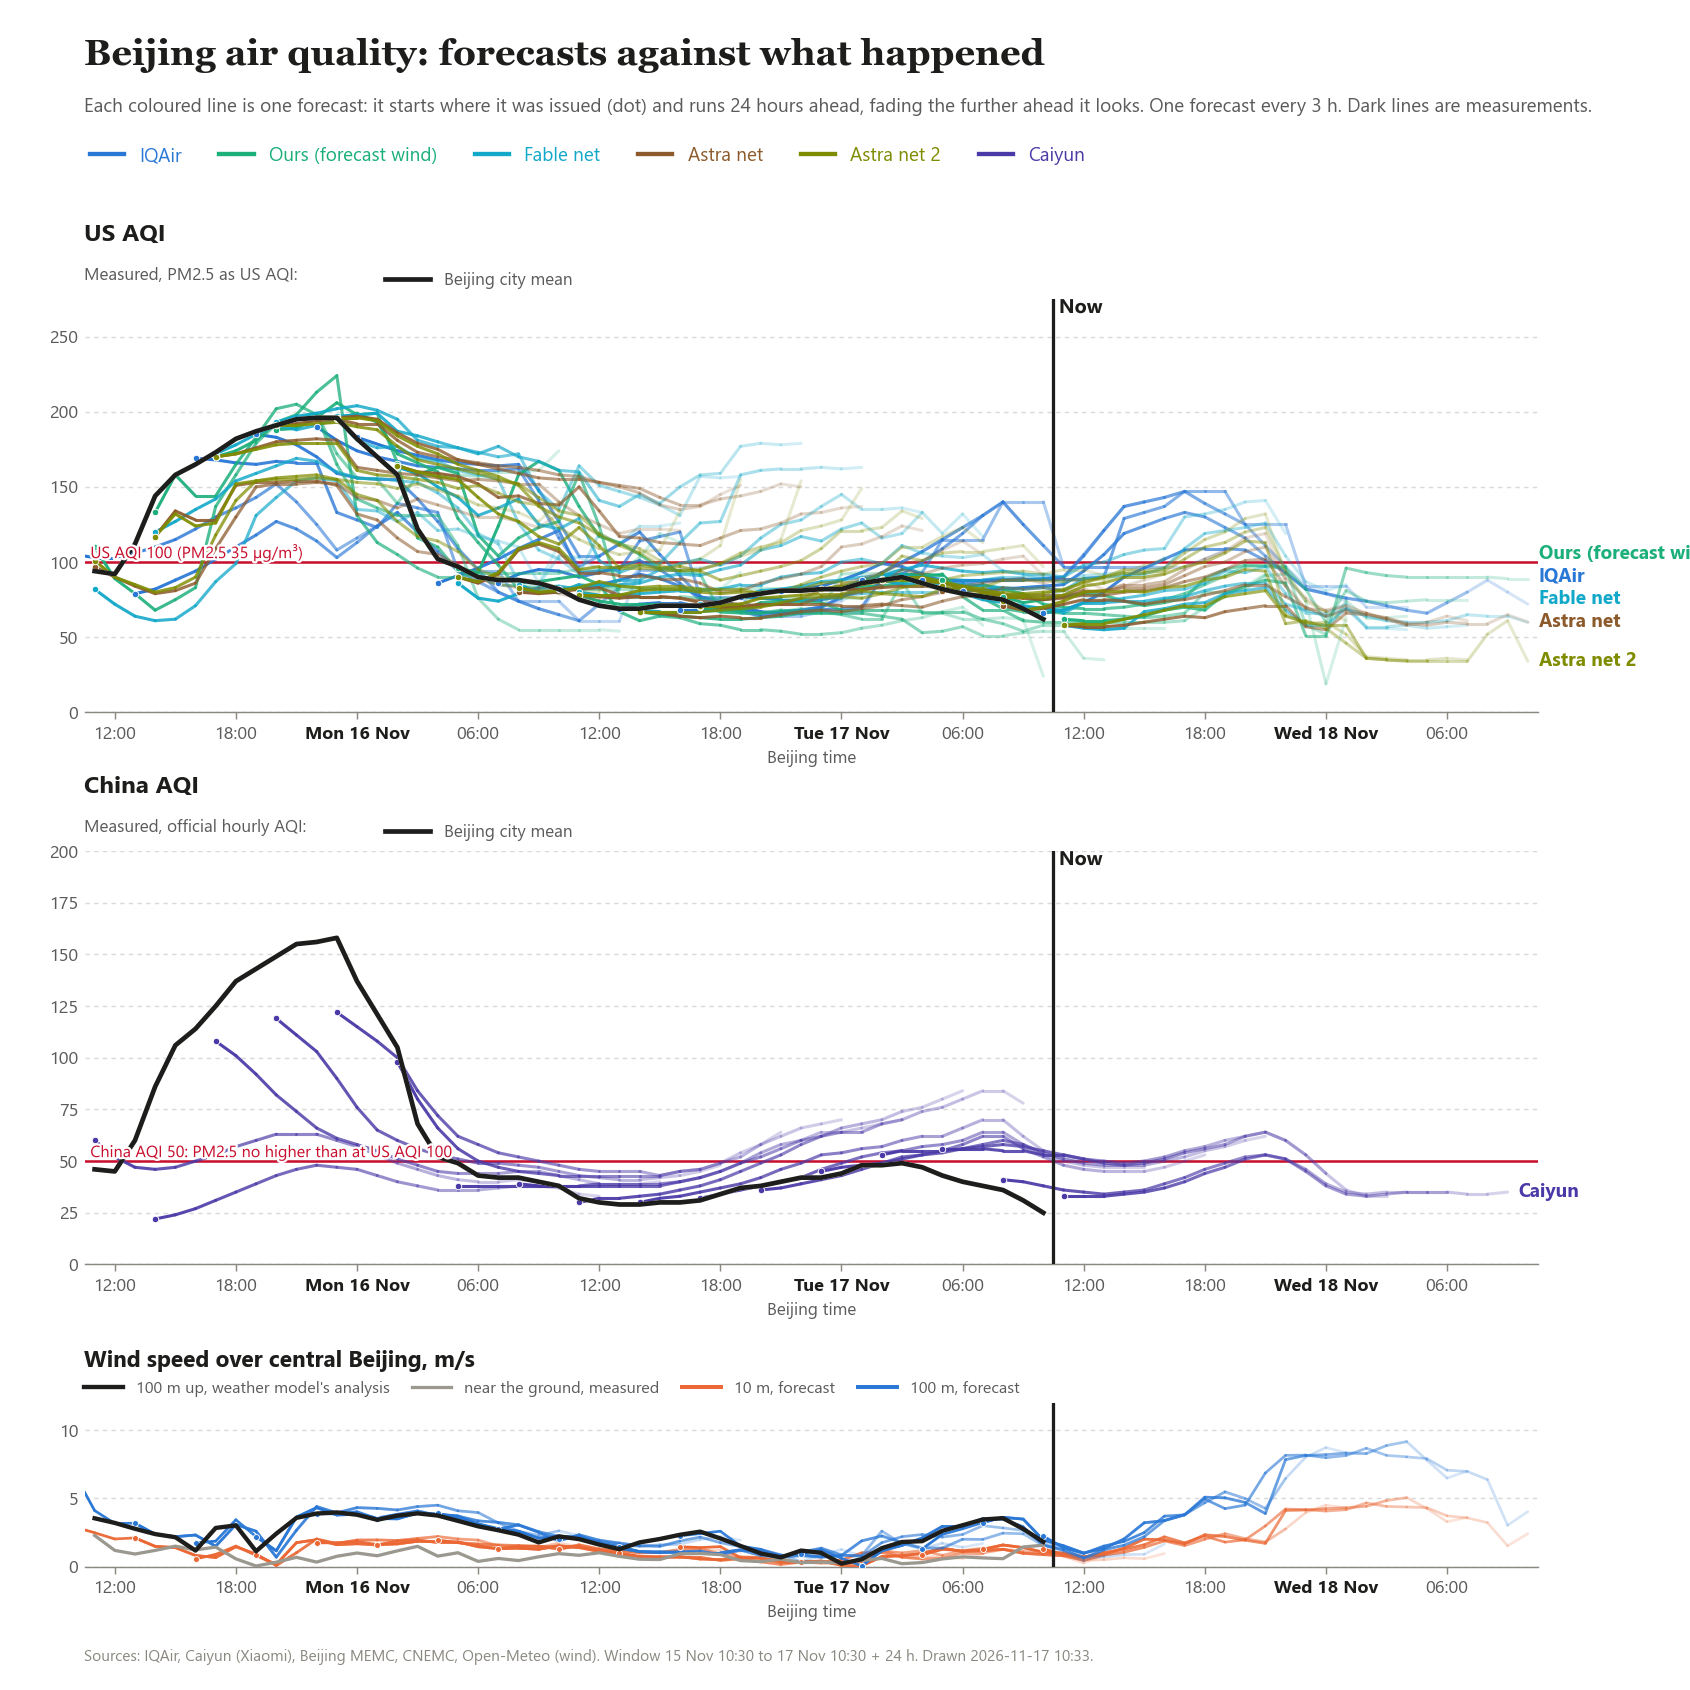 Beijing air quality: forecasts against what happened
Each coloured line is one forecast: it starts where it was issued (dot) and runs 24 hours ahead, fading the further ahead it looks. One forecast every 3 h. Dark lines are measurements.
IQAir Ours (forecast wind) Fable net Astra net Astra net 2 Caiyun
US AQI
Measured, PM2.5 as US AQI: Beijing city mean
Now
250
200
150
100
50
0
US AQI 100 (PM2.5 35 µg/m³)
Ours (forecast wi
IQAir
Fable net
Astra net
Astra net 2
12:00 18:00 Mon 16 Nov 06:00 12:00 18:00 Tue 17 Nov 06:00 12:00 18:00 Wed 18 Nov 06:00
Beijing time
China AQI
Measured, official hourly AQI: Beijing city mean
Now
200
175
150
125
100
75
50
25
0
China AQI 50: PM2.5 no higher than at US AQI 100
Caiyun
12:00 18:00 Mon 16 Nov 06:00 12:00 18:00 Tue 17 Nov 06:00 12:00 18:00 Wed 18 Nov 06:00
Beijing time
Wind speed over central Beijing, m/s
100 m up, weather model's analysis near the ground, measured 10 m, forecast 100 m, forecast
10
5
0
12:00 18:00 Mon 16 Nov 06:00 12:00 18:00 Tue 17 Nov 06:00 12:00 18:00 Wed 18 Nov 06:00
Beijing time
Sources: IQAir, Caiyun (Xiaomi), Beijing MEMC, CNEMC, Open-Meteo (wind). Window 15 Nov 10:30 to 17 Nov 10:30 + 24 h. Drawn 2026-11-17 10:33.